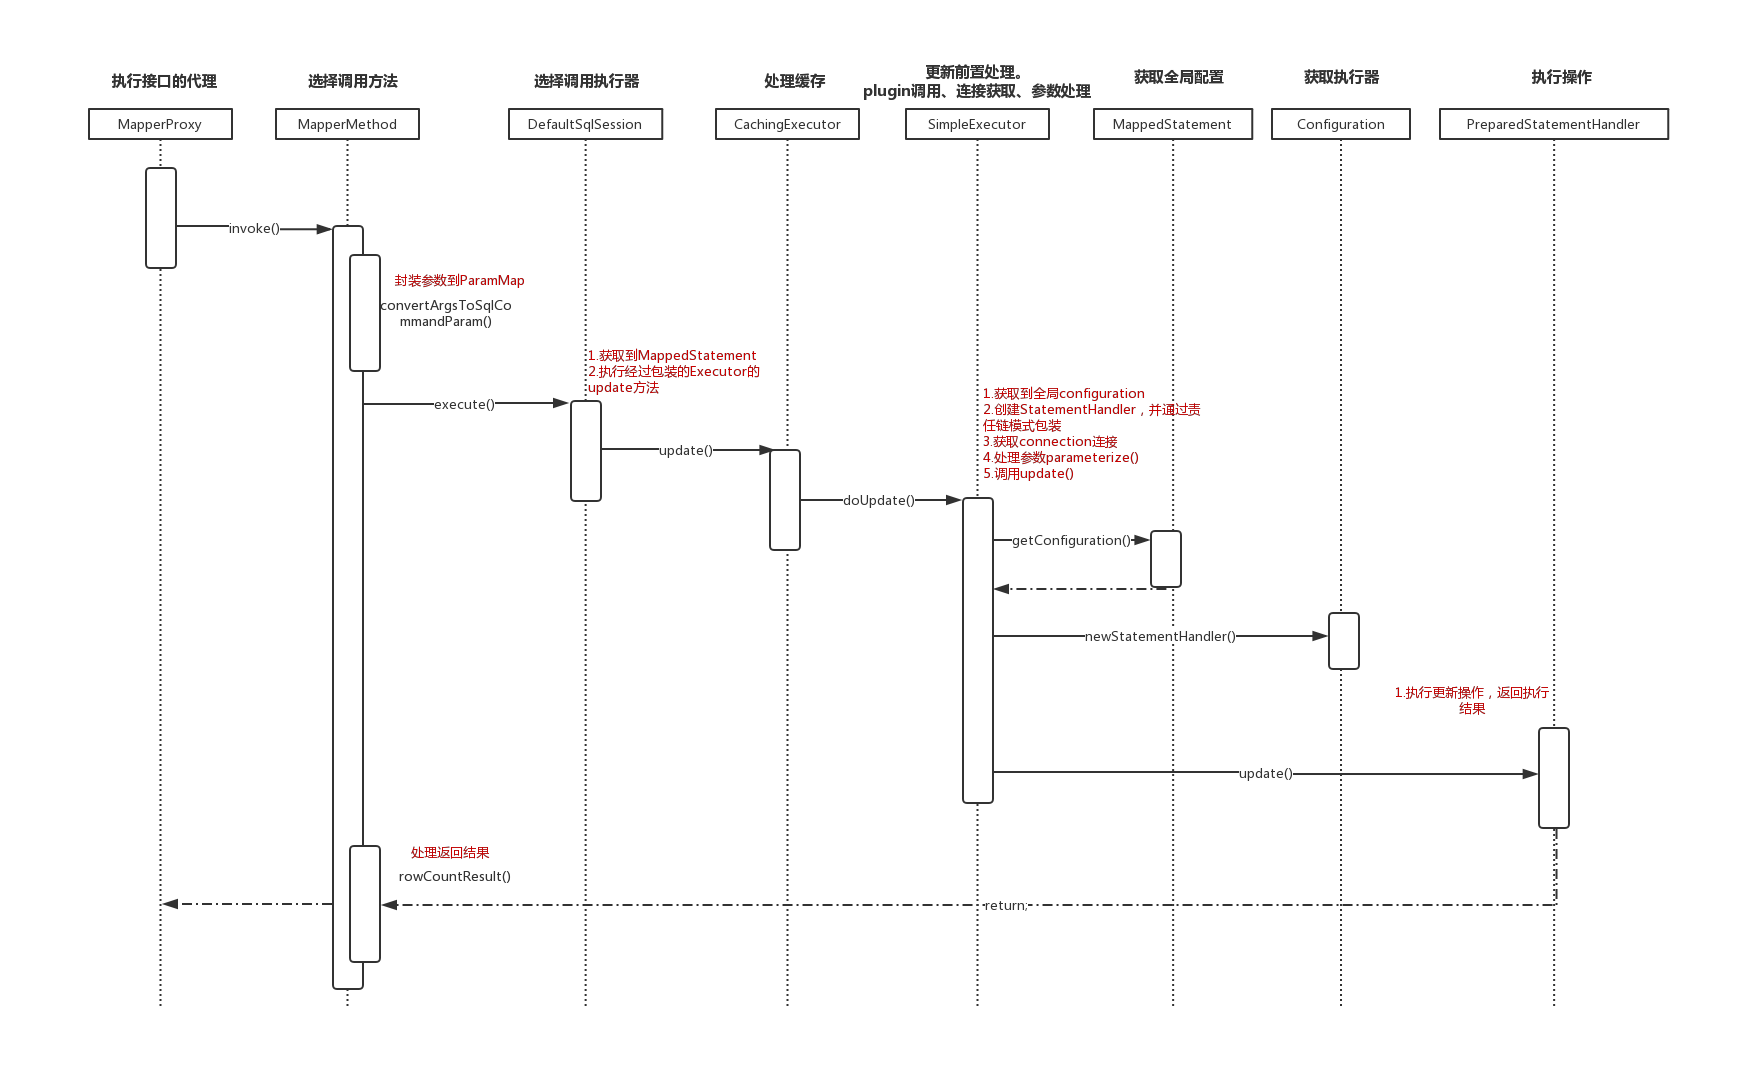 执行接口的代理
选择调用方法
选择调用执行器
处理缓存
更新前置处理。
plugin调用、连接获取、参数处理
获取全局配置
获取执行器
执行操作
MapperProxy
MapperMethod
DefaultSqlSession
CachingExecutor
SimpleExecutor
MappedStatement
Configuration
PreparedStatementHandler
invoke()
封装参数到ParamMap
convertArgsToSqlCo
mmandParam()
1.获取到MappedStatement
2.执行经过包装的Executor的
update方法
execute()
update()
1.获取到全局configuration
2.创建StatementHandler，并通过责
任链模式包装
3.获取connection连接
4.处理参数parameterize()
5.调用update()
doUpdate()
getConfiguration()
newStatementHandler()
1.执行更新操作，返回执行
结果
update()
处理返回结果
rowCountResult()
return;